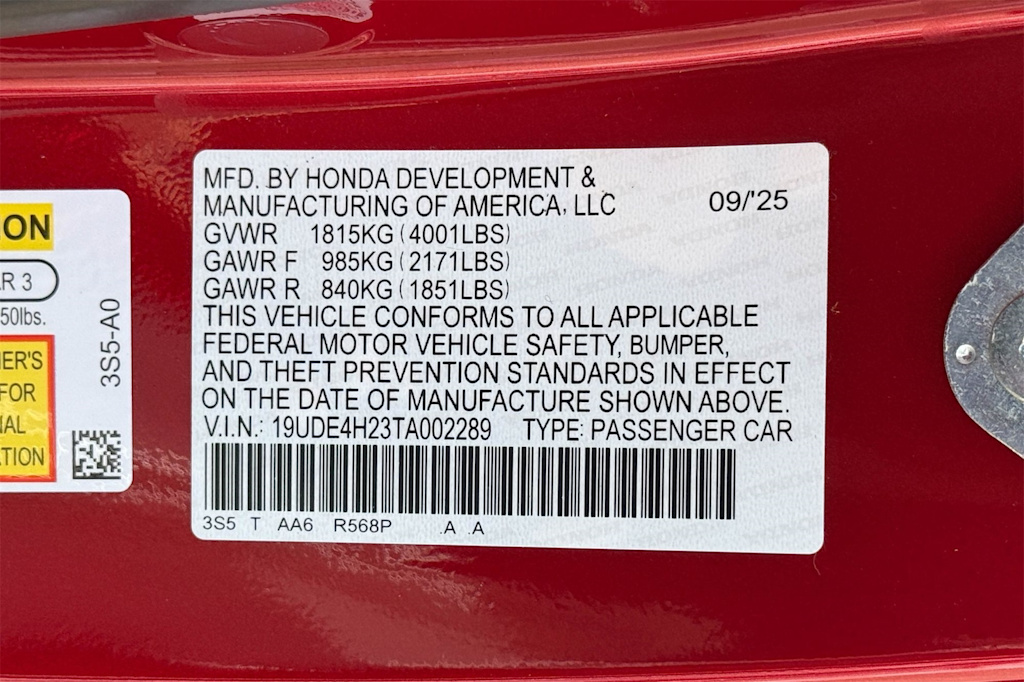 ON
R 3
50lbs.
3S5-A0
ER'S
FOR
NAL
TION
MFD. BY HONDA DEVELOPMENT &
MANUFACTURING OF AMERICA, LLC 09/'25
GVWR 1815KG (4001LBS)
GAWR F 985KG (2171LBS)
GAWR R 840KG (1851LBS)
THIS VEHICLE CONFORMS TO ALL APPLICABLE
FEDERAL MOTOR VEHICLE SAFETY, BUMPER,
AND THEFT PREVENTION STANDARDS IN EFFECT
ON THE DATE OF MANUFACTURE SHOWN ABOVE.
V.I.N.: 19UDE4H23TA002289 TYPE: PASSENGER CAR
3S5 T AA6 R568P .A .A